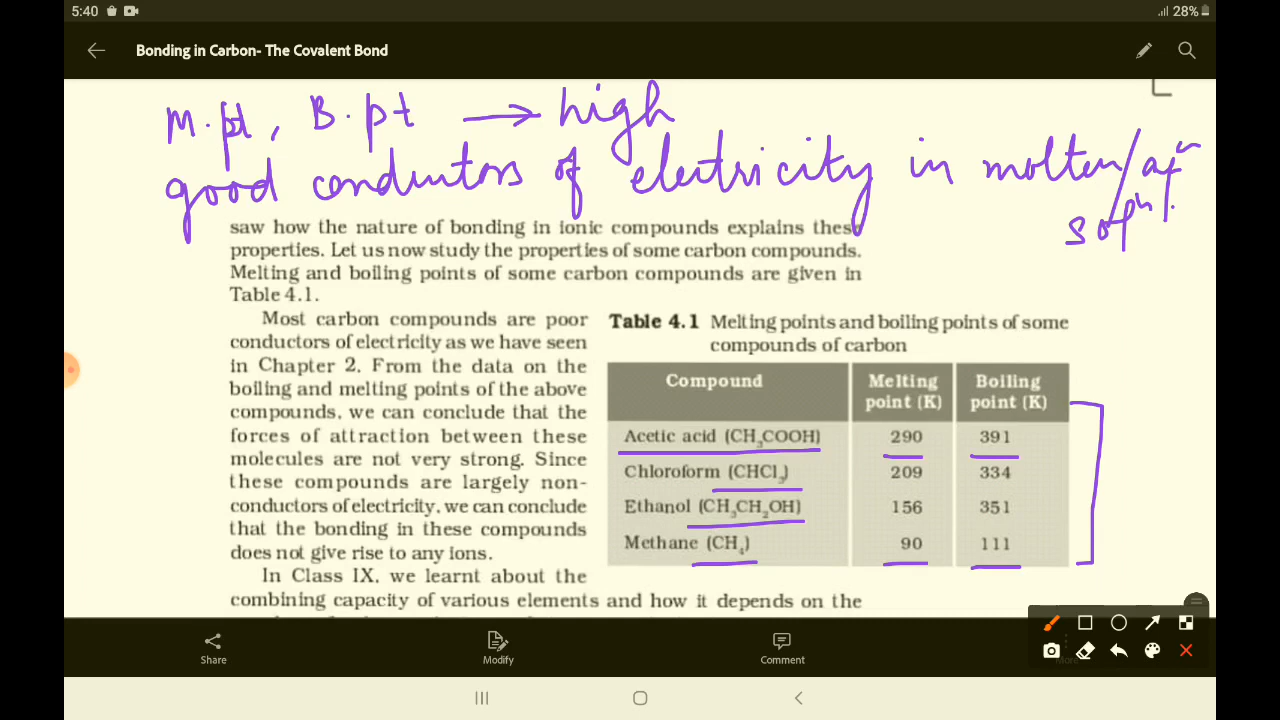 5:40
28%
Bonding in Carbon- The Covalent Bond
M.pt, B.pt → high
good conductors of electricity in molten/
saw how the nature of bonding in ionic compounds explains these
properties. Let us now study the properties of some carbon compounds.
Melting and boiling points of some carbon compounds are given in
Table 4.1.
Most carbon compounds are poor
conductors of electricity as we have seen
in Chapter 2. From the data on the
boiling and melting points of the above
compounds, we can conclude that the
forces of attraction between these
molecules are not very strong. Since
these compounds are largely non-
conductors of electricity, we can conclude
that the bonding in these compounds
does not give rise to any ions.
In Class IX, we learnt about the
combining capacity of various elements and how it depends on the
Table 4.1 Melting points and boiling points of some
compounds of carbon
Compound Melting point (K) Boiling point (K)
Acetic acid (CH₃COOH) 290 391
Chloroform (CHCl₃) 209 334
Ethanol (CH₃CH₂OH) 156 351
Methane (CH₄) 90 111
Share Modify Comment More